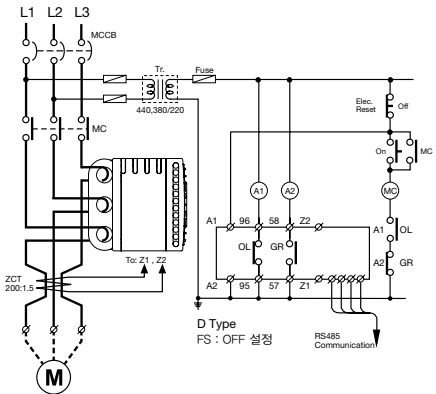 L1 L2 L3
MCCB
Tr.
Fuse
440,380/220
Elec.
Reset
Off
MC
On
MC
A1
A2
MC
A1 96 58 Z2
A1 OL
OL GR
To: Z1 , Z2
A2 GR
ZCT
200:1.5
A2 95 57 Z1
D Type
FS : OFF 설정
RS485
Communication
M